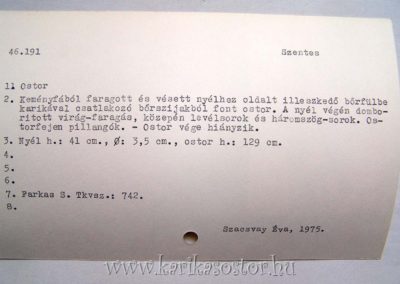 46.191 Szentes
11 Ostor
2. Keményfából faragott és vésett nyélhez oldalt illeszkedő bőrfülbe
karikával csatlakozó bőrszíjakból font ostor. A nyél végén dombo-
rított virág-faragás, közepén levélsorok és háromszög-sorok. Os-
torfejem pillangók. - Ostor vége hiányzik.
3. Nyél h.: 41 cm., Ø: 3,5 cm., ostor h.: 129 cm.
4.
5.
6.
7. Farkas S. Tkvsz.: 742.
8.
Szacsvay Éva, 1975.
www.karikasostor.hu